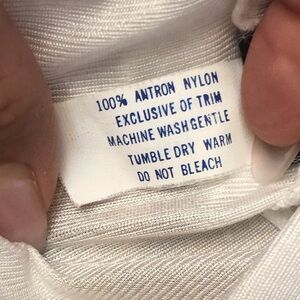 100% ANTRON NYLON
EXCLUSIVE OF TRIM
MACHINE WASH GENTLE
TUMBLE DRY WARM
DO NOT BLEACH